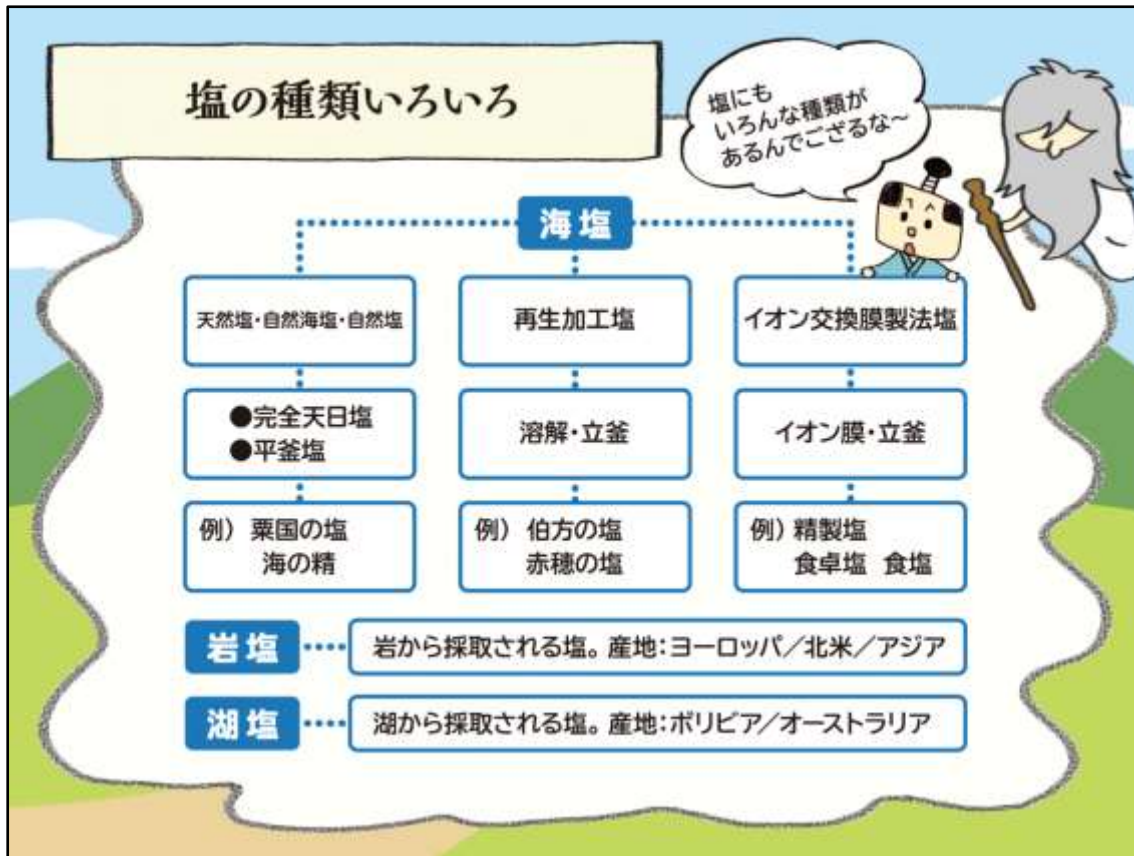 塩の種類いろいろ
塩にも
いろんな種類が
あるんでござるな〜
海塩
天然塩・自然海塩・自然塩
再生加工塩
イオン交換膜製法塩
●完全天日塩
●平釜塩
溶解・立釜
イオン膜・立釜
例） 粟国の塩
海の精
例） 伯方の塩
赤穂の塩
例） 精製塩
食卓塩 食塩
岩塩
岩から採取される塩。産地：ヨーロッパ／北米／アジア
湖塩
湖から採取される塩。産地：ボリビア／オーストラリア